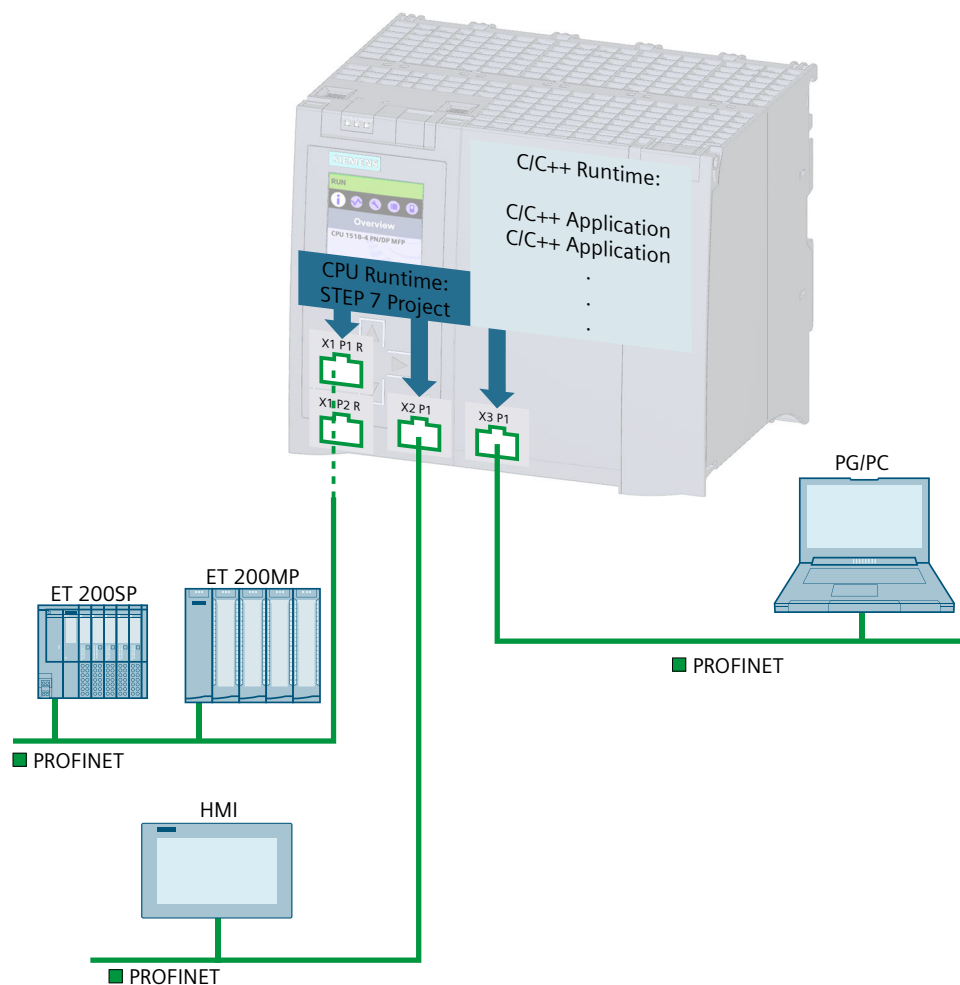 SIEMENS
RUN
Overview
CPU 1518-4 PN/DP MFP
C/C++ Runtime:
C/C++ Application
C/C++ Application
.
.
.
CPU Runtime:
STEP 7 Project
X1 P1 R
X1 P2 R
X2 P1
X3 P1
PG/PC
ET 200SP
ET 200MP
PROFINET
PROFINET
HMI
PROFINET